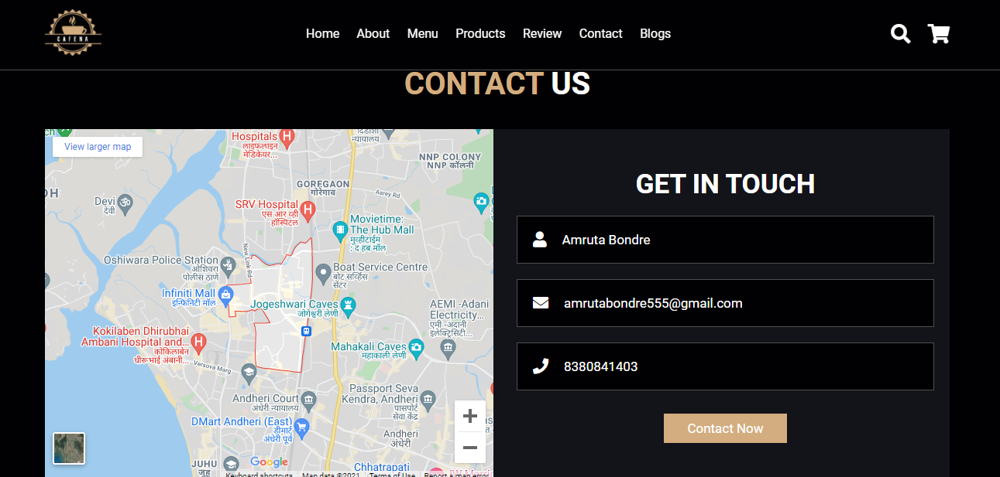 CAFENA
Home About Menu Products Review Contact Blogs
CONTACT US
View larger map
Hospitals
लाइफलाइन
मेडिकेयर...
दिंडोशी
न्यायालय
NNP COLONY
NNP कॉलनी
GOREGAON
गोरेगाव
Aarey Rd
Devi
देवी
SRV Hospital
एस आर व्ही
हॉस्पिटल
Movietime:
The Hub Mall
मूव्हीटाईम
: द हब मॉल
New Link Rd
Oshiwara Police Station
ओशिवरा
पोलीस ठाणे
Boat Service Centre
बोट सर्व्हिस
सेंटर
Infiniti Mall
इन्फिनिटी मॉल
Jogeshwari Caves
जोगेश्वरी लेणी
AEMI -Adani
Electricity...
एमी -अदानी
इलेक्ट्रिसिटी...
Kokilaben Dhirubhai
Ambani Hospital and...
कोकिलाबेन
धीरूभाई अंबानी...
Mahakali Caves
महाकाली लेणी
Versova Marg
Passport Seva
Kendra, Andheri
पासपोर्ट
सेवा केंद्र
Andheri Court
अंधेरी न्यायालय
DMart Andheri (East)
डीमार्ट
अंधेरी पूर्व
Andheri
अंधेरी
JUHU
जुहू
Google
Chhatrapati
Keyboard shortcuts Map data ©2021 Terms of Use Report a map error
GET IN TOUCH
Amruta Bondre
amrutabondre555@gmail.com
8380841403
Contact Now